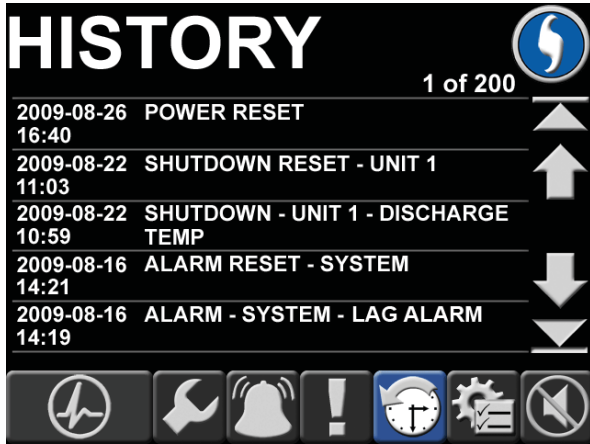 HISTORY
1 of 200
2009-08-26 POWER RESET
16:40
2009-08-22 SHUTDOWN RESET - UNIT 1
11:03
2009-08-22 SHUTDOWN - UNIT 1 - DISCHARGE
10:59 TEMP
2009-08-16 ALARM RESET - SYSTEM
14:21
2009-08-16 ALARM - SYSTEM - LAG ALARM
14:19